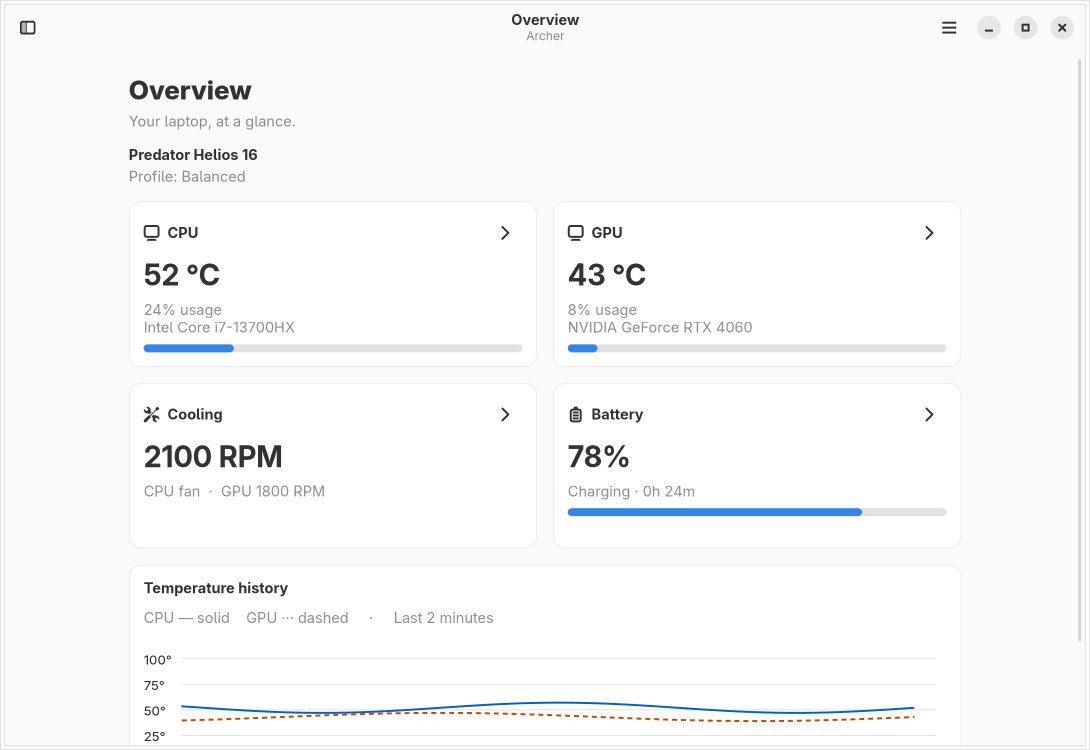 Overview
Archer
Overview
Your laptop, at a glance.
Predator Helios 16
Profile: Balanced
CPU
52 °C
24% usage
Intel Core i7-13700HX
GPU
43 °C
8% usage
NVIDIA GeForce RTX 4060
Cooling
2100 RPM
CPU fan · GPU 1800 RPM
Battery
78%
Charging · 0h 24m
Temperature history
CPU — solid GPU ··· dashed · Last 2 minutes
100°
75°
50°
25°